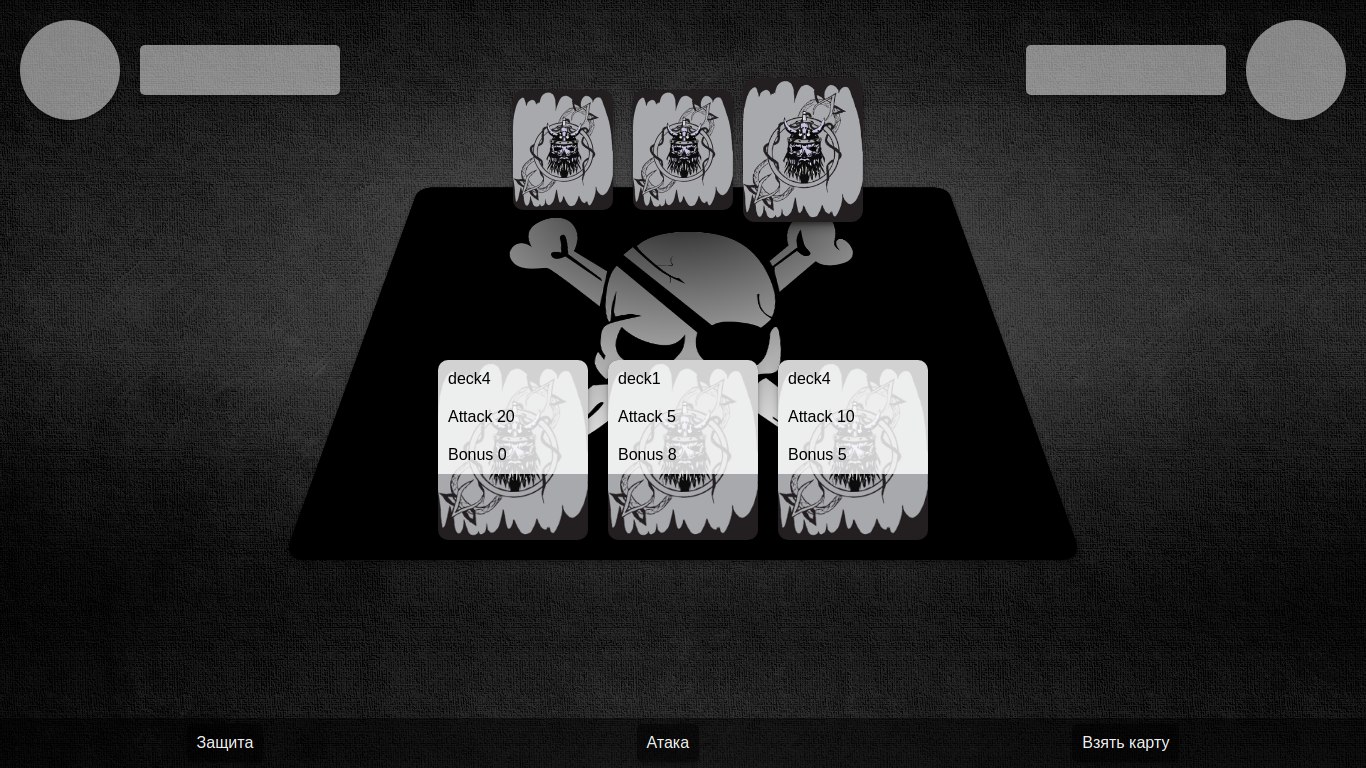 deck4
Attack 20
Bonus 0
deck1
Attack 5
Bonus 8
deck4
Attack 10
Bonus 5
Защита
Атака
Взять карту